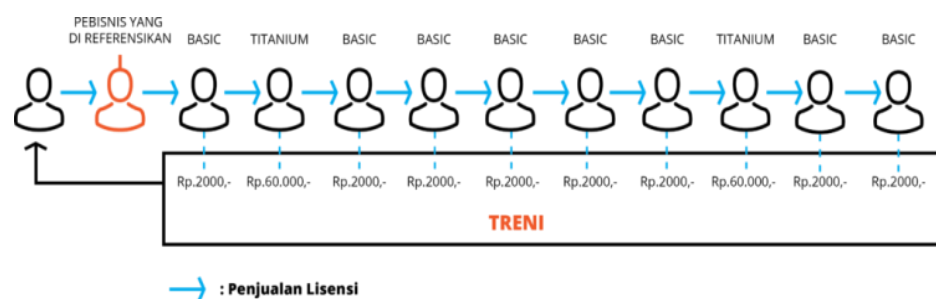 PEBISNIS YANG
DI REFERENSIKAN
BASIC TITANIUM BASIC BASIC BASIC BASIC BASIC TITANIUM BASIC BASIC
Rp.2000,- Rp.60.000,- Rp.2000,- Rp.2000,- Rp.2000,- Rp.2000,- Rp.2000,- Rp.60.000,- Rp.2000,- Rp.2000,-
TRENI
: Penjualan Lisensi